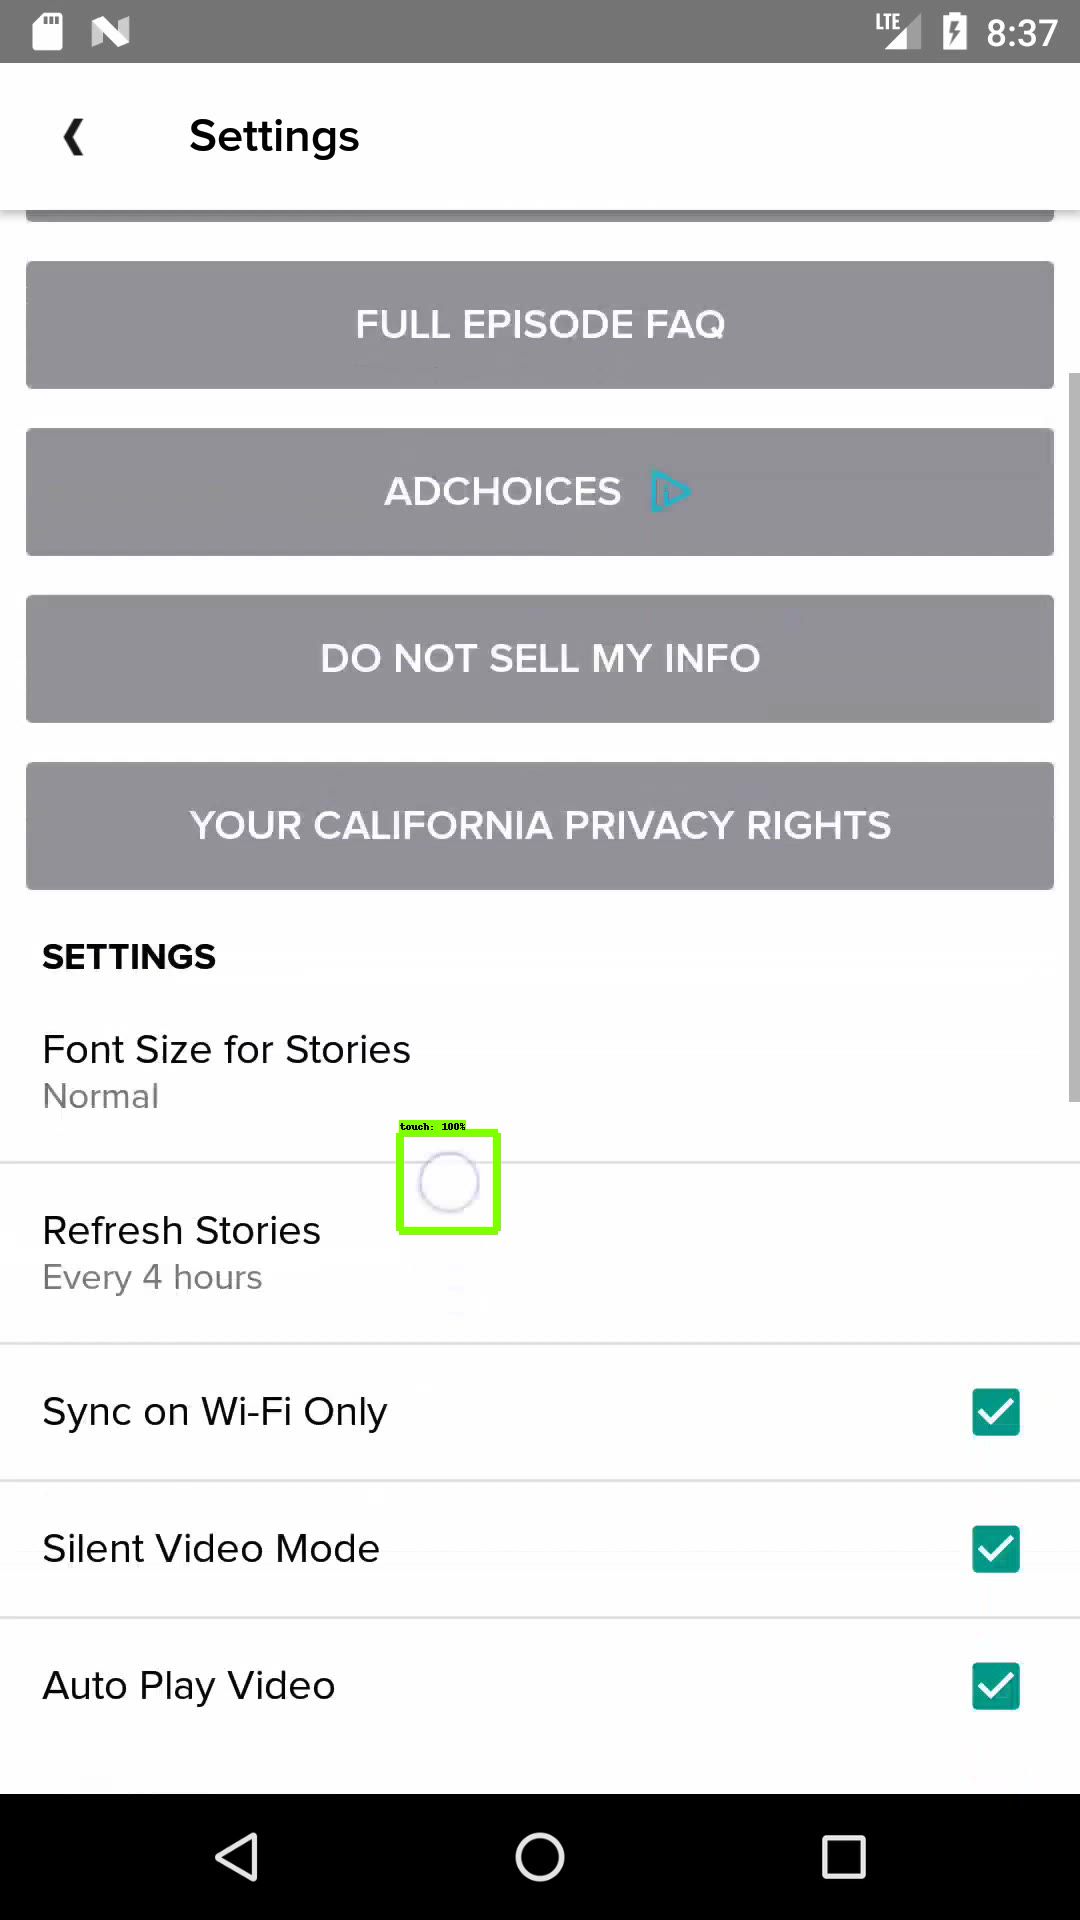 LTE 8:37
Settings
FULL EPISODE FAQ
ADCHOICES
DO NOT SELL MY INFO
YOUR CALIFORNIA PRIVACY RIGHTS
SETTINGS
Font Size for Stories
Normal
touch: 100%
Refresh Stories
Every 4 hours
Sync on Wi-Fi Only
Silent Video Mode
Auto Play Video